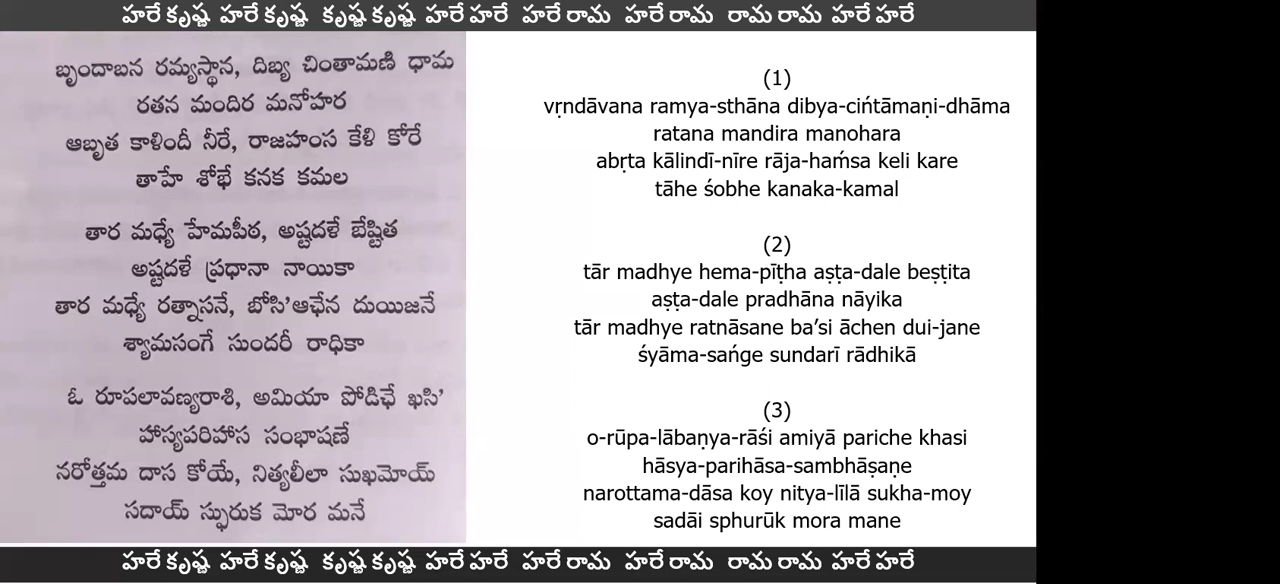 హరే కృష్ణ హరే కృష్ణ కృష్ణ కృష్ణ హరే హరే హరే రామ హరే రామ రామ రామ హరే హరే
బృందాబన రమ్యస్థాన, దిబ్య చింతామణి ధామ
రతన మందిర మనోహర
ఆబృత కాళిందీ నీరే, రాజహంస కేళి కోరే
తాహే శోభే కనక కమల
తార మధ్యే హేమపీఠ, అష్టదళే బేష్టిత
అష్టదళే ప్రధానా నాయికా
తార మధ్యే రత్నాసనే, బోసి'ఆఛేన దుయిజనే
శ్యామసంగే సుందరీ రాధికా
ఓ రూపలావణ్యరాశి, అమియా పోడిఛే ఖసి'
హాస్యపరిహాస సంభాషణే
నరోత్తమ దాస కోయే, నిత్యలీలా సుఖమోయ్
సదాయ్ స్ఫురుక మోర మనే
(1)
vṛndāvana ramya-sthāna dibya-ciṅtāmaṇi-dhāma
ratana mandira manohara
abṛta kālindī-nīre rāja-haṁsa keli kare
tāhe śobhe kanaka-kamal
(2)
tār madhye hema-pīṭha aṣṭa-dale beṣṭita
aṣṭa-dale pradhāna nāyika
tār madhye ratnāsane ba'si āchen dui-jane
śyāma-saṅge sundarī rādhikā
(3)
o-rūpa-lābaṇya-rāśi amiyā pariche khasi
hāsya-parihāsa-sambhāṣaṇe
narottama-dāsa koy nitya-līlā sukha-moy
sadāi sphurūk mora mane
హరే కృష్ణ హరే కృష్ణ కృష్ణ కృష్ణ హరే హరే హరే రామ హరే రామ రామ రామ హరే హరే